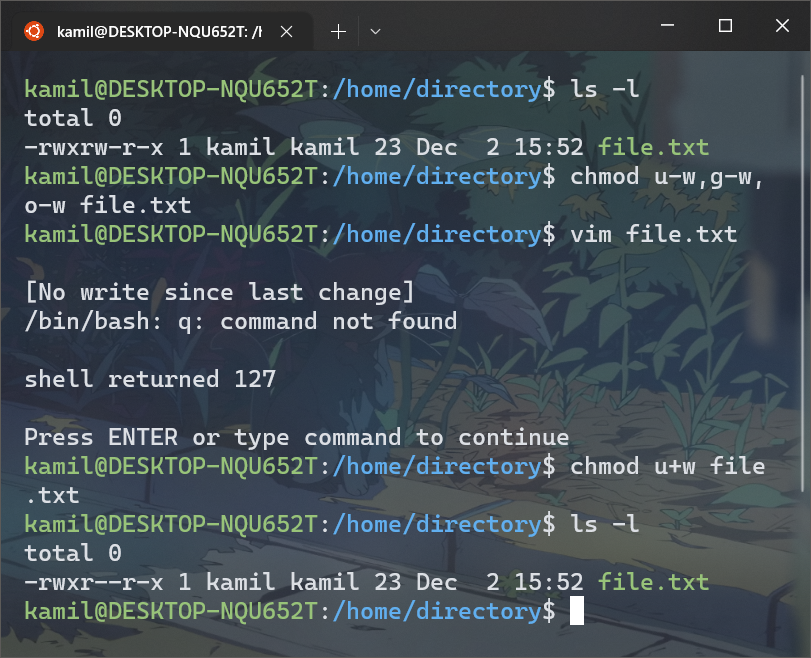 kamil@DESKTOP-NQU652T: /h
kamil@DESKTOP-NQU652T:/home/directory$ ls -l
total 0
-rwxrw-r-x 1 kamil kamil 23 Dec  2 15:52 file.txt
kamil@DESKTOP-NQU652T:/home/directory$ chmod u-w,g-w,
o-w file.txt
kamil@DESKTOP-NQU652T:/home/directory$ vim file.txt
[No write since last change]
/bin/bash: q: command not found
shell returned 127
Press ENTER or type command to continue
kamil@DESKTOP-NQU652T:/home/directory$ chmod u+w file
.txt
kamil@DESKTOP-NQU652T:/home/directory$ ls -l
total 0
-rwxr--r-x 1 kamil kamil 23 Dec  2 15:52 file.txt
kamil@DESKTOP-NQU652T:/home/directory$